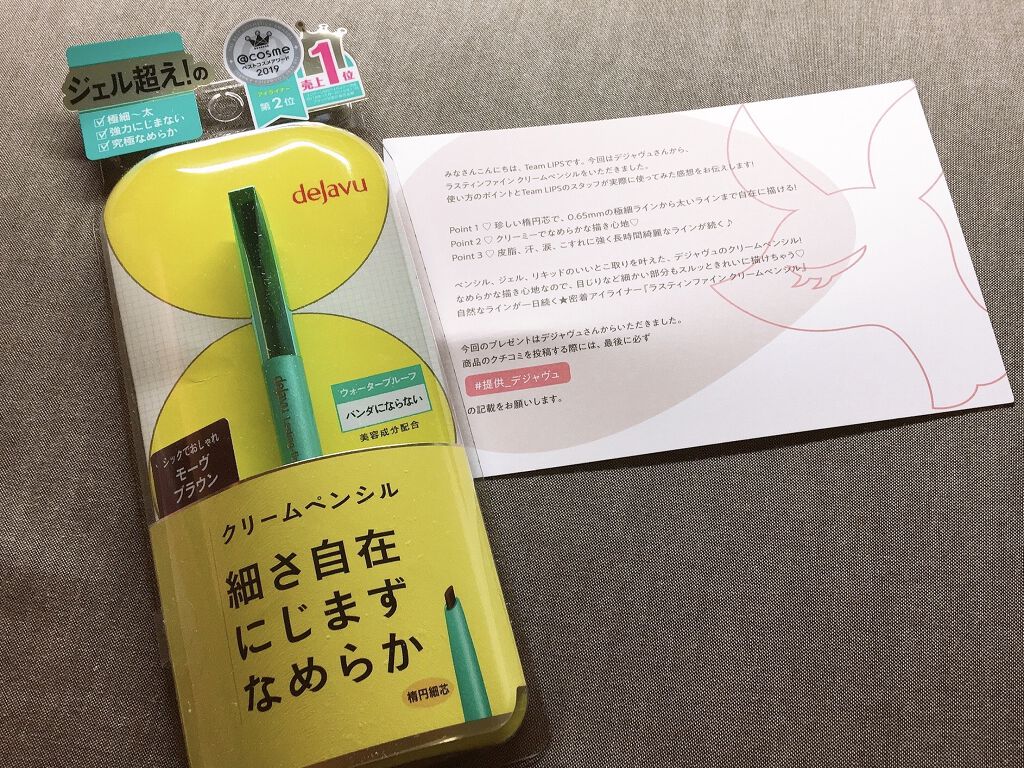 ジェル超え!の
極細〜太
強力ににじまない
究極なめらか
@cosme
ベストコスメアワード
2019
アイライナー
第2位
売上1位
dejavu
ウォータープルーフ
パンダにならない
美容成分配合
シックでおしゃれ
モーヴ
ブラウン
クリームペンシル
細さ自在
にじまず
なめらか
楕円細芯
みなさんこんにちは、Team LIPSです。今回はデジャヴュさんから、
ラスティンファイン クリームペンシルをいただきました。
使い方のポイントとTeam LIPSのスタッフが実際に使ってみた感想をお伝えします!
Point 1 ♡ 珍しい楕円芯で、0.65mmの極細ラインから太いラインまで自在に描ける!
Point 2 ♡ クリーミーでなめらかな描き心地♡
Point 3 ♡ 皮脂、汗、涙、こすれに強く長時間綺麗なラインが続く♪
ペンシル、ジェル、リキッドのいいとこ取りを叶えた、デジャヴュのクリームペンシル!
なめらかな描き心地なので、目じりなど細かい部分もスルッときれいに描けちゃう♡
自然なラインが一日続く★密着アイライナー『ラスティンファイン クリームペンシル』
今回のプレゼントはデジャヴュさんからいただきました。
商品のクチコミを投稿する際には、最後に必ず
#提供_デジャヴュ
の記載をお願いします。